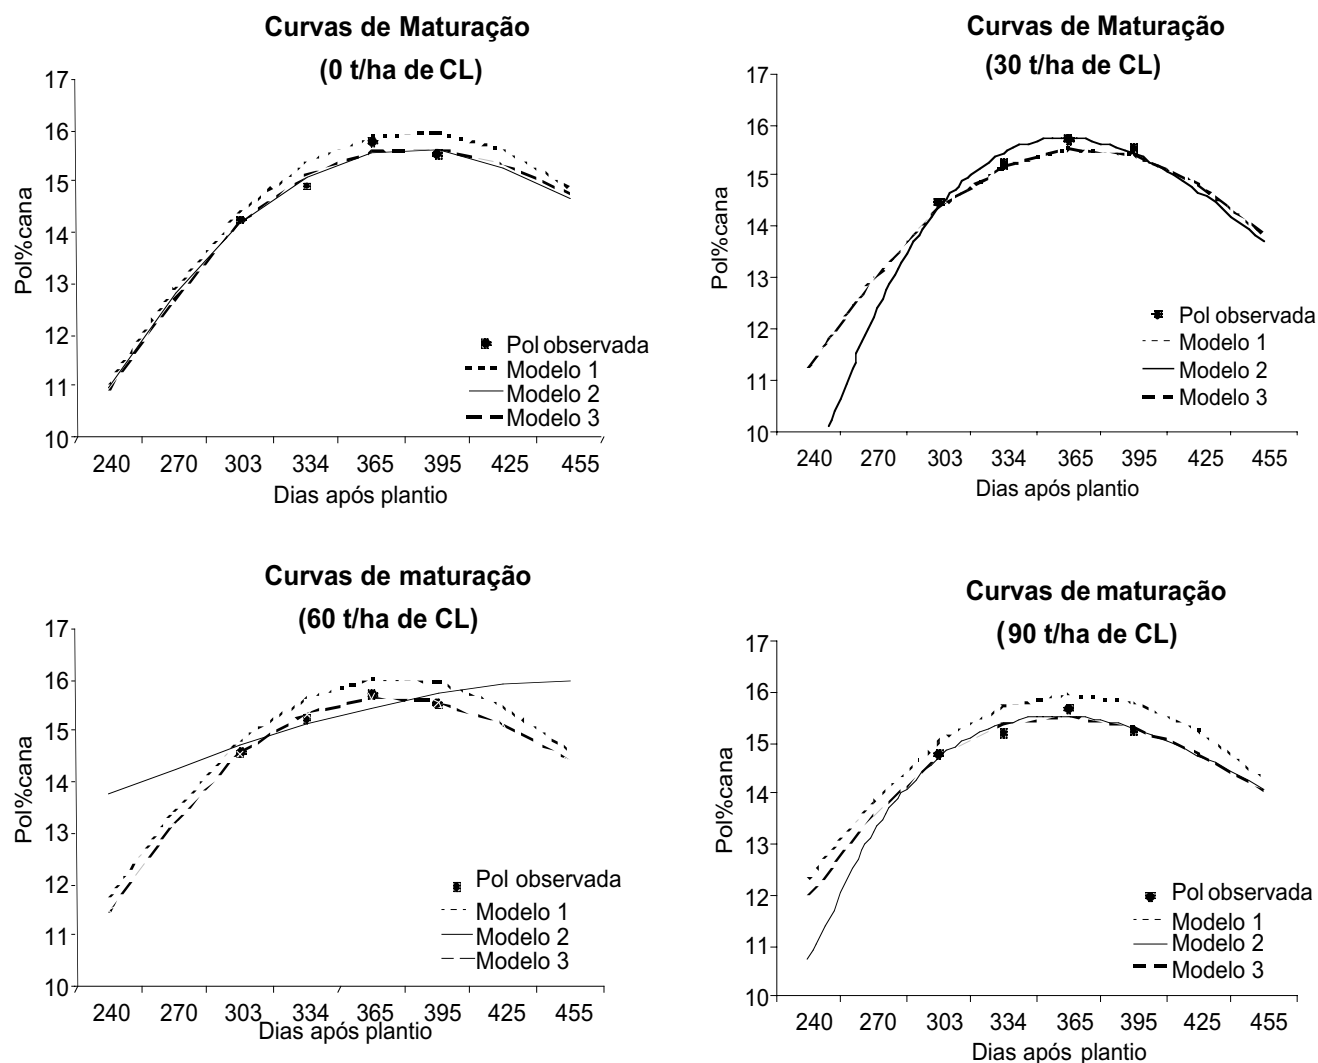 Curvas de Maturação
(0 t/ha de CL)
17
16
15
14
13
12
11
10
Pol%cana
Pol observada
Modelo 1
Modelo 2
Modelo 3
240 270 303 334 365 395 425 455
Dias após plantio
Curvas de Maturação
(30 t/ha de CL)
17
16
15
14
13
12
11
10
Pol%cana
Pol observada
Modelo 1
Modelo 2
Modelo 3
240 270 303 334 365 395 425 455
Dias após plantio
Curvas de maturação
(60 t/ha de CL)
17
16
15
14
13
12
11
10
Pol%cana
Pol observada
Modelo 1
Modelo 2
Modelo 3
240 270 303 334 365 395 425 455
Dias após plantio
Curvas de maturação
(90 t/ha de CL)
17
16
15
14
13
12
11
10
Pol%cana
Pol observada
Modelo 1
Modelo 2
Modelo 3
240 270 303 334 365 395 425 455
Dias após plantio